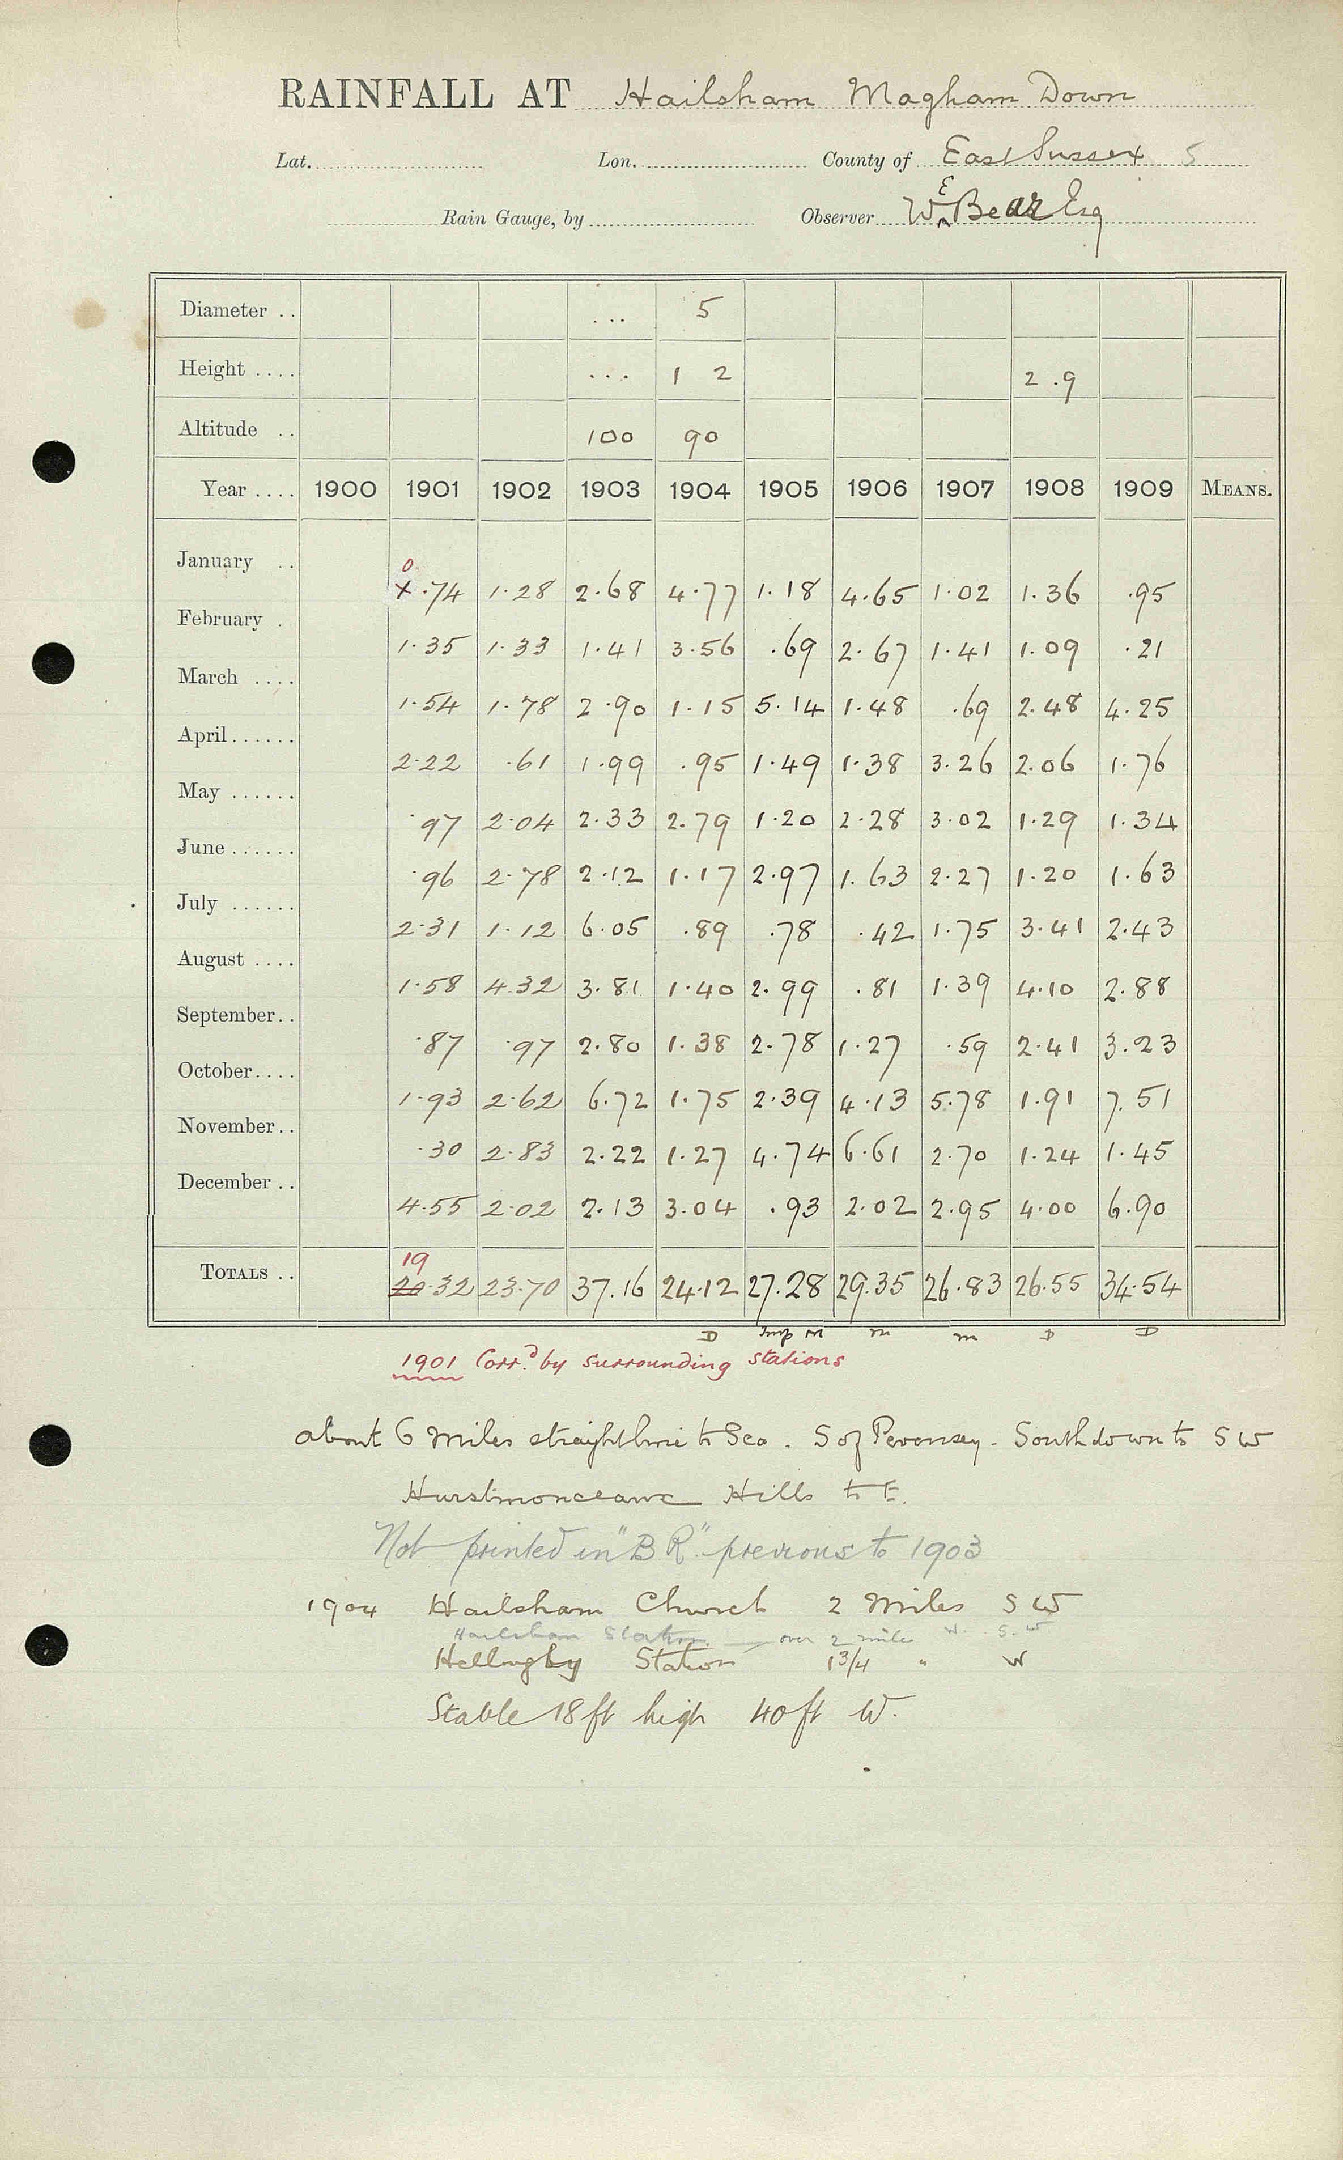 RAINFALL AT Hailsham Magham Down
Lat. Lon. County of East Sussex 5
Rain Gauge, by Observer W E Bear Esq
Diameter .. ... 5
Height .... ... 1 2 2.9
Altitude .. 100 90
Year .... 1900 1901 1902 1903 1904 1905 1906 1907 1908 1909 MEANS.
January .. 0 .74 1.28 2.68 4.77 1.18 4.65 1.02 1.36 .95
February . 1.35 1.33 1.41 3.56 .69 2.67 1.41 1.09 .21
March .... 1.54 1.78 2.90 1.15 5.14 1.48 .69 2.48 4.25
April...... 2.22 .61 1.99 .95 1.49 1.38 3.26 2.06 1.76
May ...... .97 2.04 2.33 2.79 1.20 2.28 3.02 1.29 1.34
June ...... .96 2.78 2.12 1.17 2.97 1.63 2.27 1.20 1.63
July ...... 2.31 1.12 6.05 .89 .78 .42 1.75 3.41 2.43
August .... 1.58 4.32 3.81 1.40 2.99 .81 1.39 4.10 2.88
September.. .87 .97 2.80 1.38 2.78 1.27 .59 2.41 3.23
October.... 1.93 2.62 6.72 1.75 2.39 4.13 5.78 1.91 7.51
November.. .30 2.83 2.22 1.27 4.74 6.61 2.70 1.24 1.45
December .. 4.55 2.02 2.13 3.04 .93 2.02 2.95 4.00 6.90
19
TOTALS .. 20.32 23.70 37.16 24.12 27.28 29.35 26.83 26.55 34.54
D Imp M M M D D
1901 Corrd by surrounding stations
about 6 Miles straight line to Sea. S of Pevensey. Southdown to SW
Hurstmonceaux Hills to E.
Not printed in "B R" previous to 1903
1904 Hailsham Church 2 Miles SW
Hailsham Station over 2 miles W. S.W
Hellingly Station 1 3/4 " W
Stable 18 ft high 40 ft W.